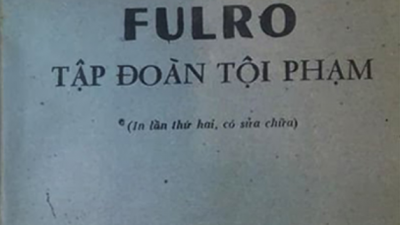 FULRO
TẬP ĐOÀN TỘI PHẠM
(In lần thứ hai, có sửa chữa)